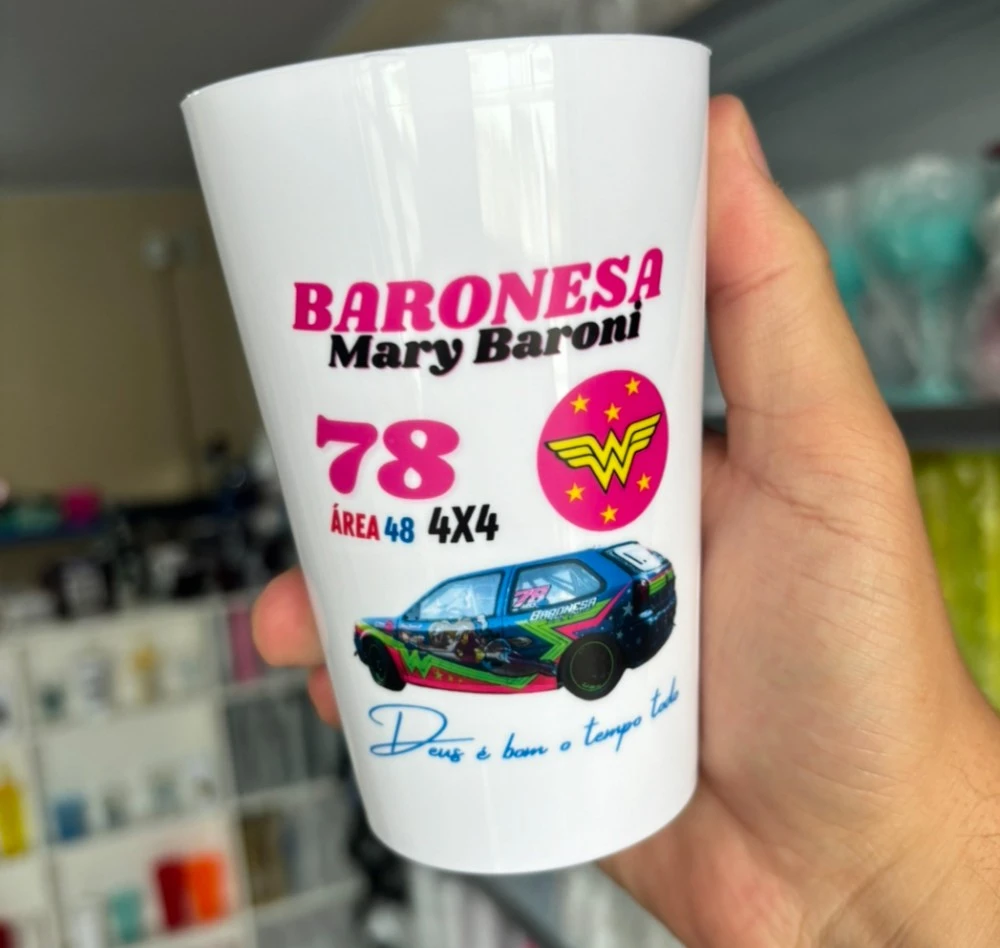 BARONESA
Mary Baroni
78
ÁREA 48 4X4
W
78
BARONESA
W
Deus é bom o tempo todo